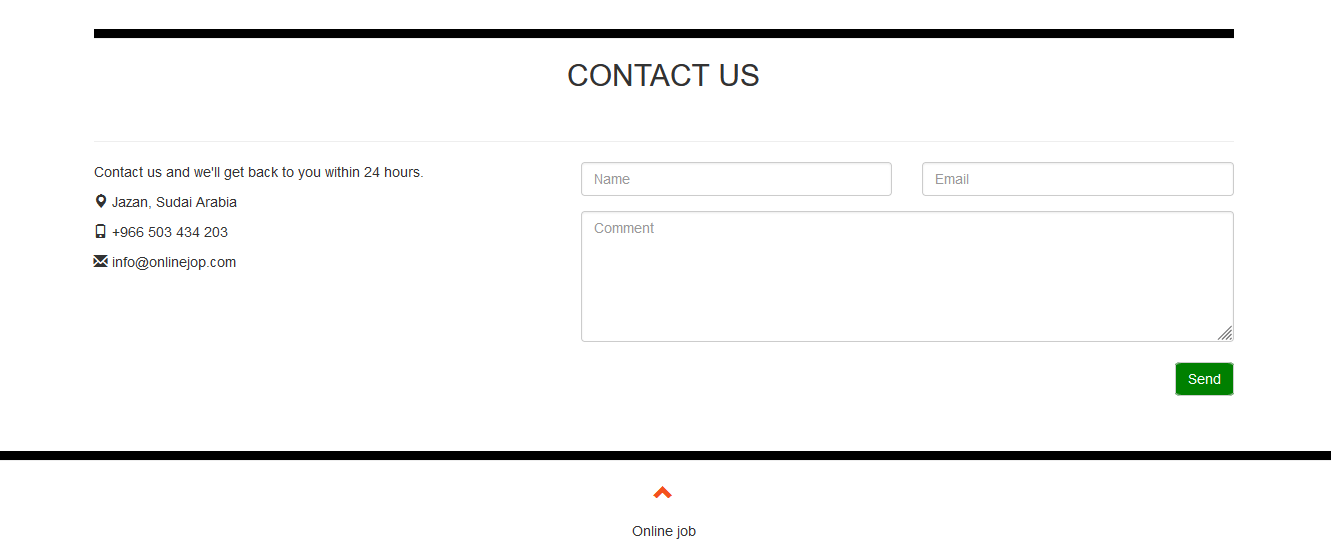 CONTACT US
Contact us and we'll get back to you within 24 hours.
Jazan, Sudai Arabia
+966 503 434 203
info@onlinejop.com
Name
Email
Comment
Send
Online job